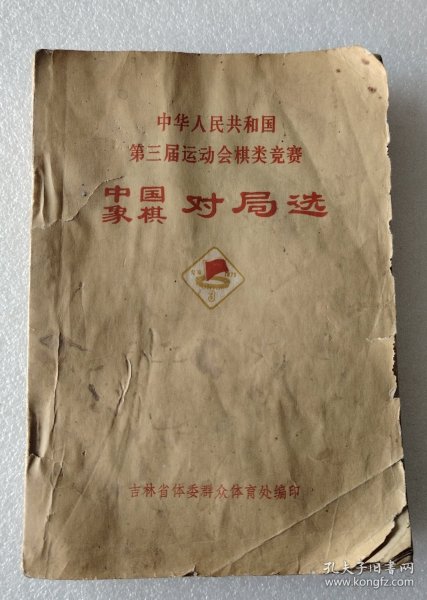 中华人民共和国
第三届运动会棋类竞赛
中国
象棋
对局选
吉林省体委群众体育处编印
孔夫子旧书网
www.kongfz.com